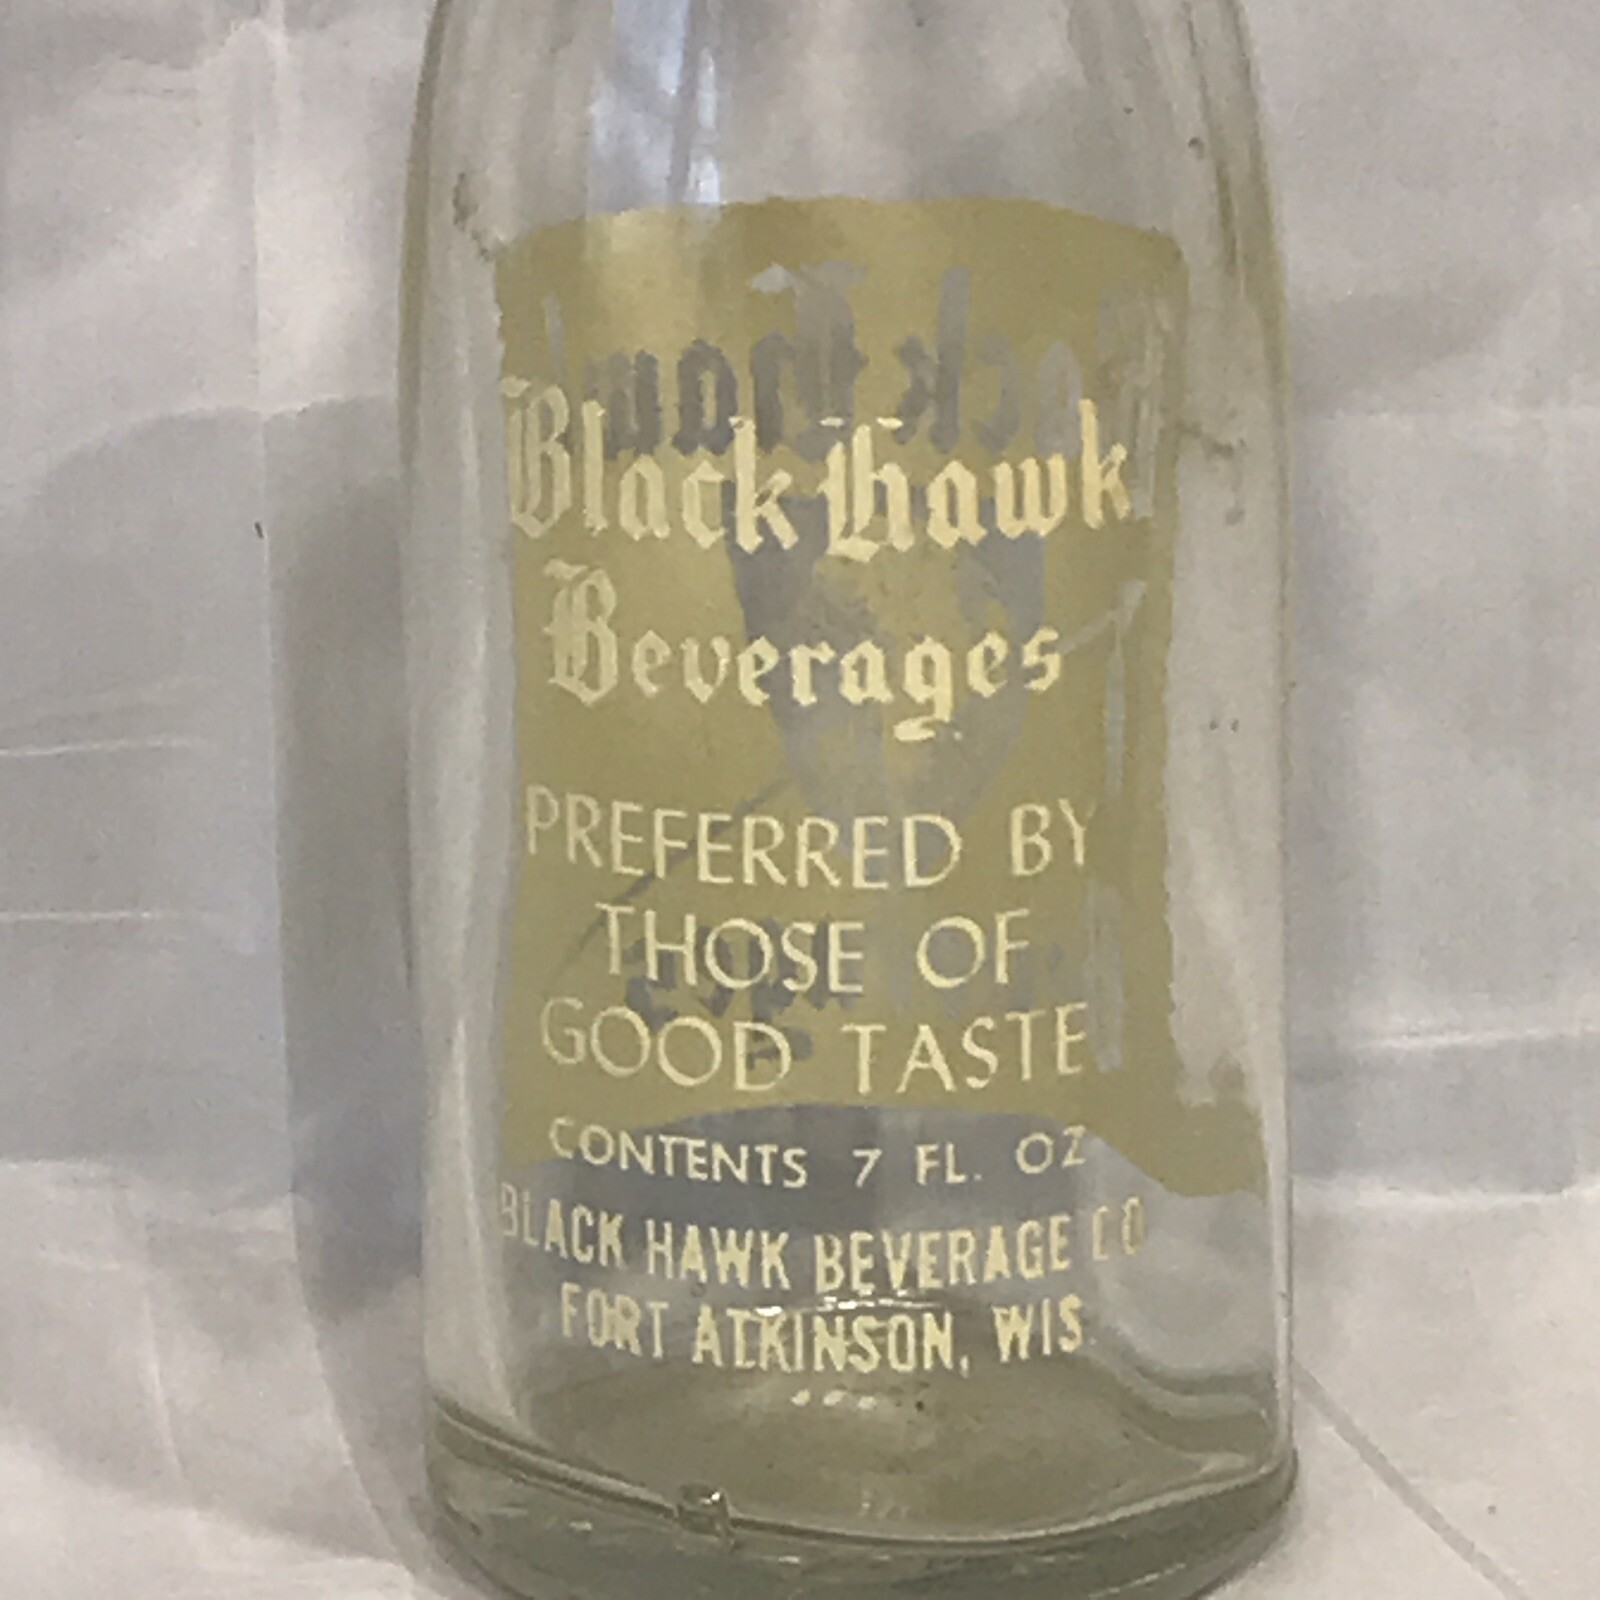 Black Hawk
Beverages
PREFERRED BY
THOSE OF
GOOD TASTE
CONTENTS 7 FL. OZ
BLACK HAWK BEVERAGE CO
FORT ATKINSON, WIS.